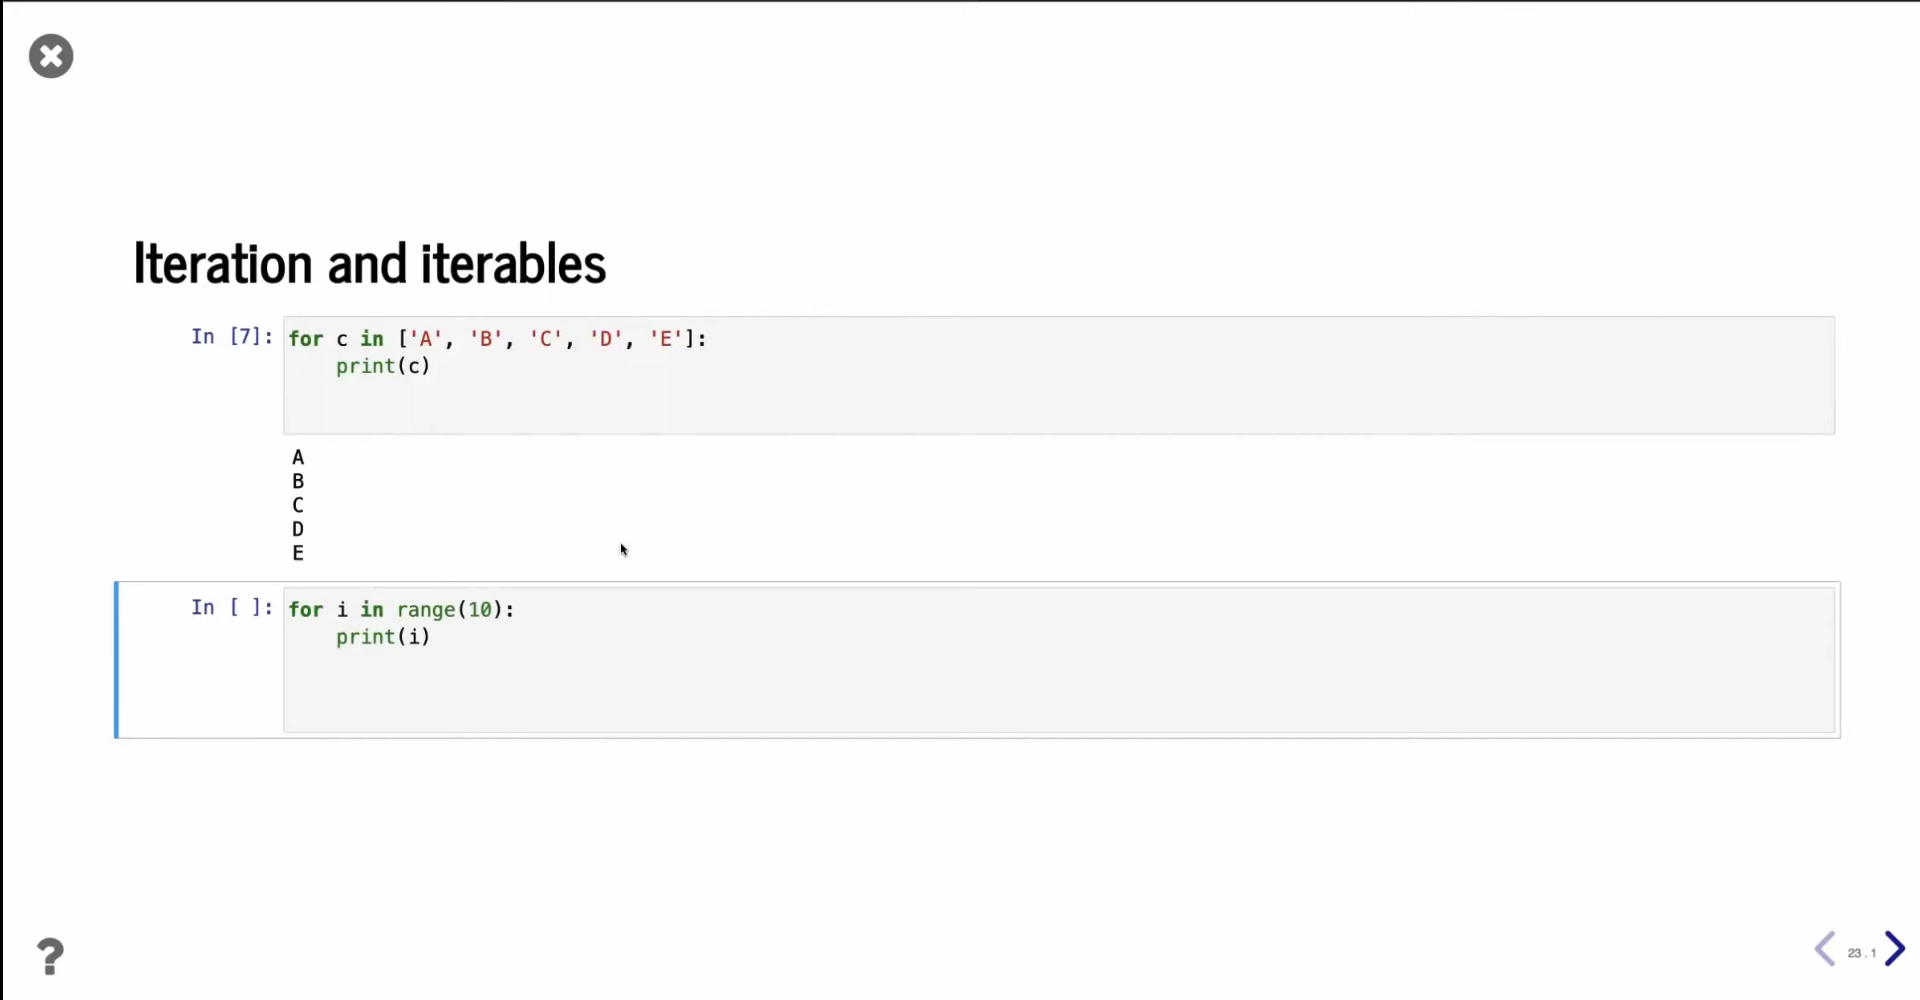 Iteration and iterables
In [7]: for c in ['A', 'B', 'C', 'D', 'E']:
    print(c)
A
B
C
D
E
In [ ]: for i in range(10):
    print(i)
?
23 . 1